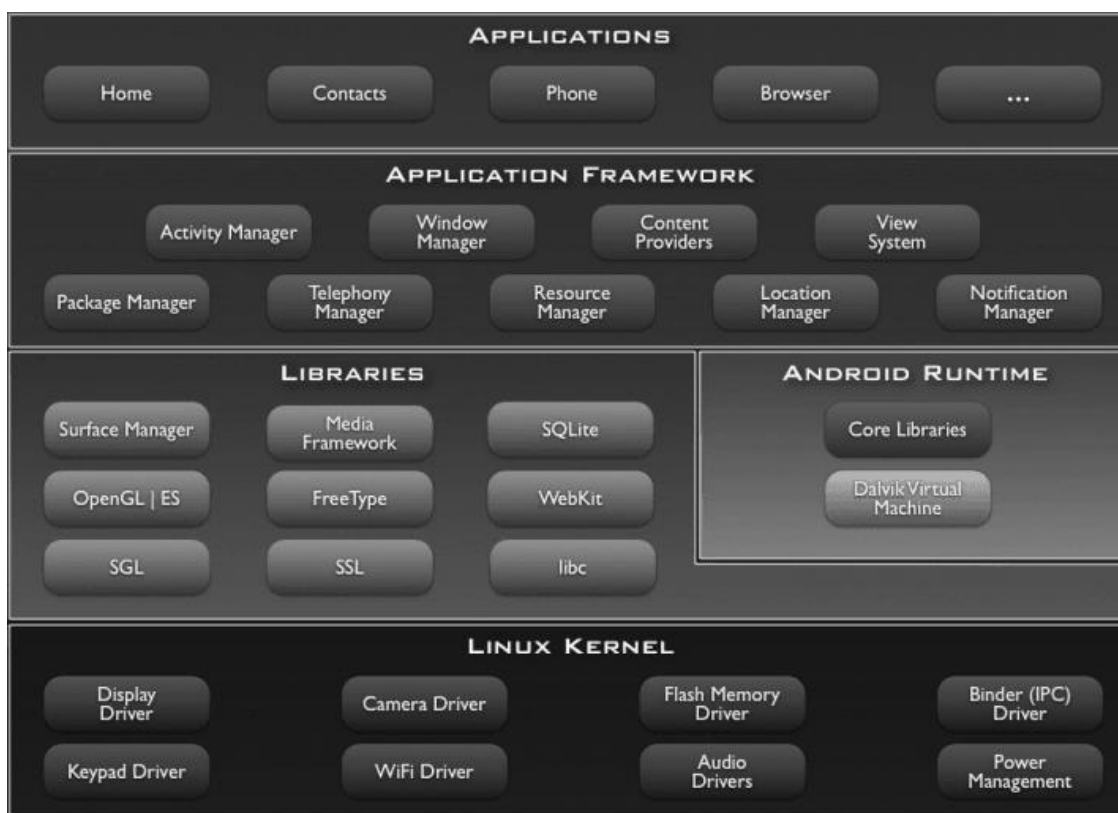 APPLICATIONS
Home
Contacts
Phone
Browser
...
APPLICATION FRAMEWORK
Activity Manager
Window
Manager
Content
Providers
View
System
Package Manager
Telephony
Manager
Resource
Manager
Location
Manager
Notification
Manager
LIBRARIES
Surface Manager
Media
Framework
SQLite
OpenGL | ES
FreeType
WebKit
SGL
SSL
libc
ANDROID RUNTIME
Core Libraries
Dalvik Virtual
Machine
LINUX KERNEL
Display
Driver
Camera Driver
Flash Memory
Driver
Binder (IPC)
Driver
Keypad Driver
WiFi Driver
Audio
Drivers
Power
Management